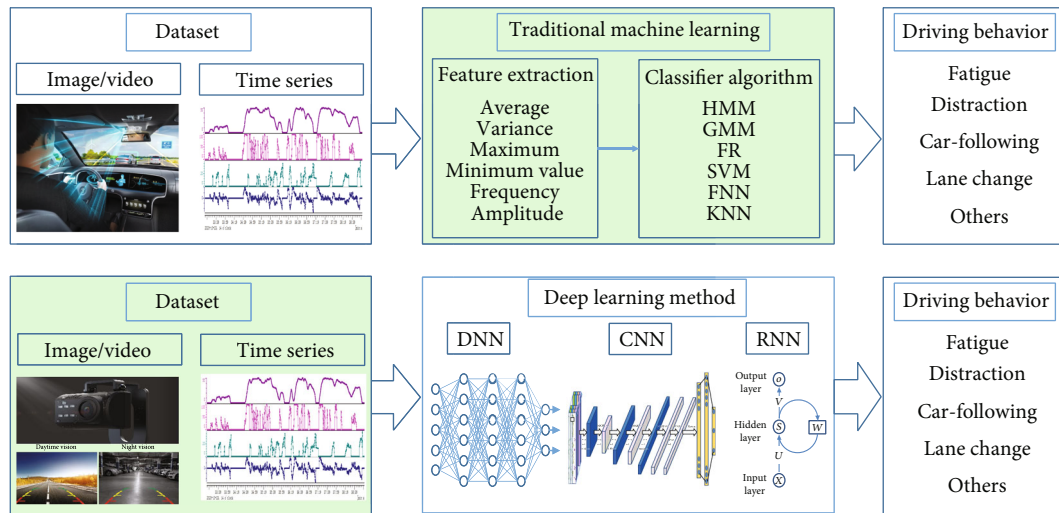 Dataset
Image/video
Time series
Traditional machine learning
Feature extraction
Average
Variance
Maximum
Minimum value
Frequency
Amplitude
Classifier algorithm
HMM
GMM
FR
SVM
FNN
KNN
Driving behavior
Fatigue
Distraction
Car-following
Lane change
Others
Dataset
Image/video
Time series
Daytime vision
Night vision
Deep learning method
DNN
CNN
RNN
Output
layer
o
V
Hidden
layer
S
W
U
Input
layer
X
Driving behavior
Fatigue
Distraction
Car-following
Lane change
Others